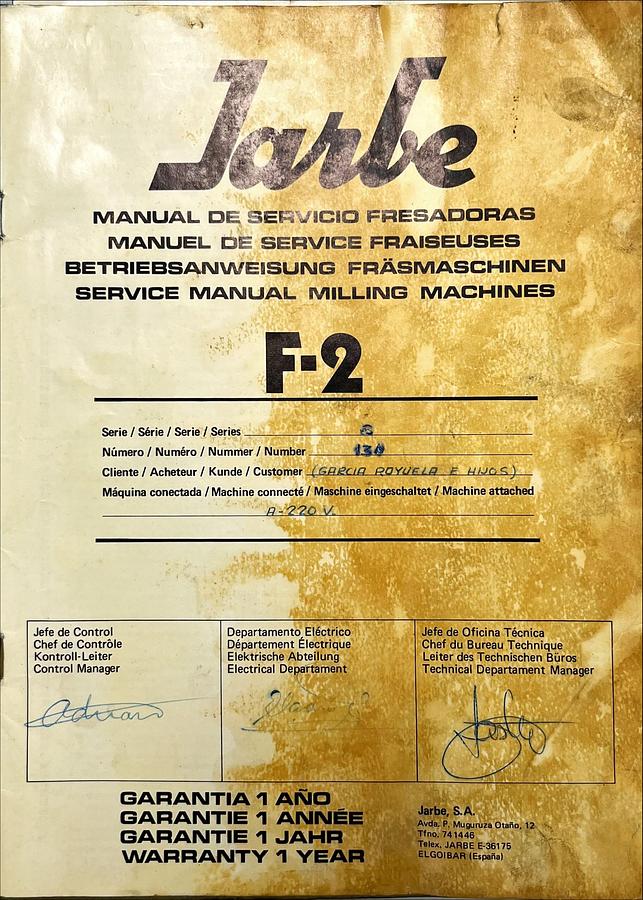 Jarbe
MANUAL DE SERVICIO FRESADORAS
MANUEL DE SERVICE FRAISEUSES
BETRIEBSANWEISUNG FRÄSMASCHINEN
SERVICE MANUAL MILLING MACHINES
F-2
Serie / Série / Serie / Series
Número / Numéro / Nummer / Number 130
Cliente / Acheteur / Kunde / Customer (GARCIA ROYUELA E HIJOS)
Máquina conectada / Machine connecté / Maschine eingeschaltet / Machine attached
A-220 V.
Jefe de Control
Chef de Contrôle
Kontroll-Leiter
Control Manager
Departamento Eléctrico
Département Électrique
Elektrische Abteilung
Electrical Departament
Jefe de Oficina Técnica
Chef du Bureau Technique
Leiter des Technischen Büros
Technical Departament Manager
GARANTIA 1 AÑO
GARANTIE 1 ANNÉE
GARANTIE 1 JAHR
WARRANTY 1 YEAR
Jarbe, S.A.
Avda. P. Muguruza Otaño, 12
Tfno. 741446
Telex. JARBE E-36175
ELGOIBAR (España)